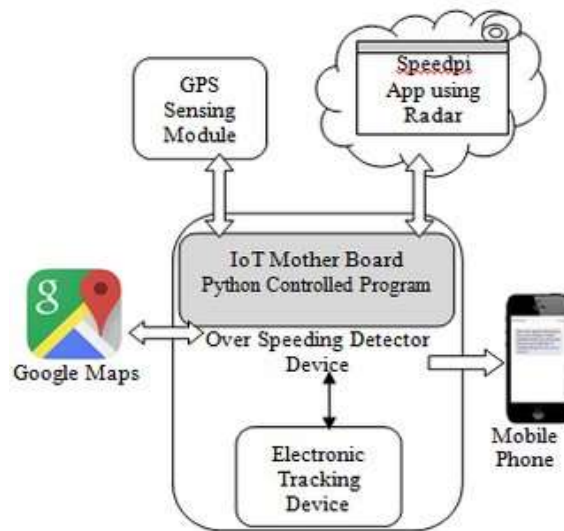 GPS
Sensing
Module
Speedpi
App using
Radar
IoT Mother Board
Python Controlled Program
g
Google Maps
Over Speeding Detector
Device
Mobile
Phone
Electronic
Tracking
Device